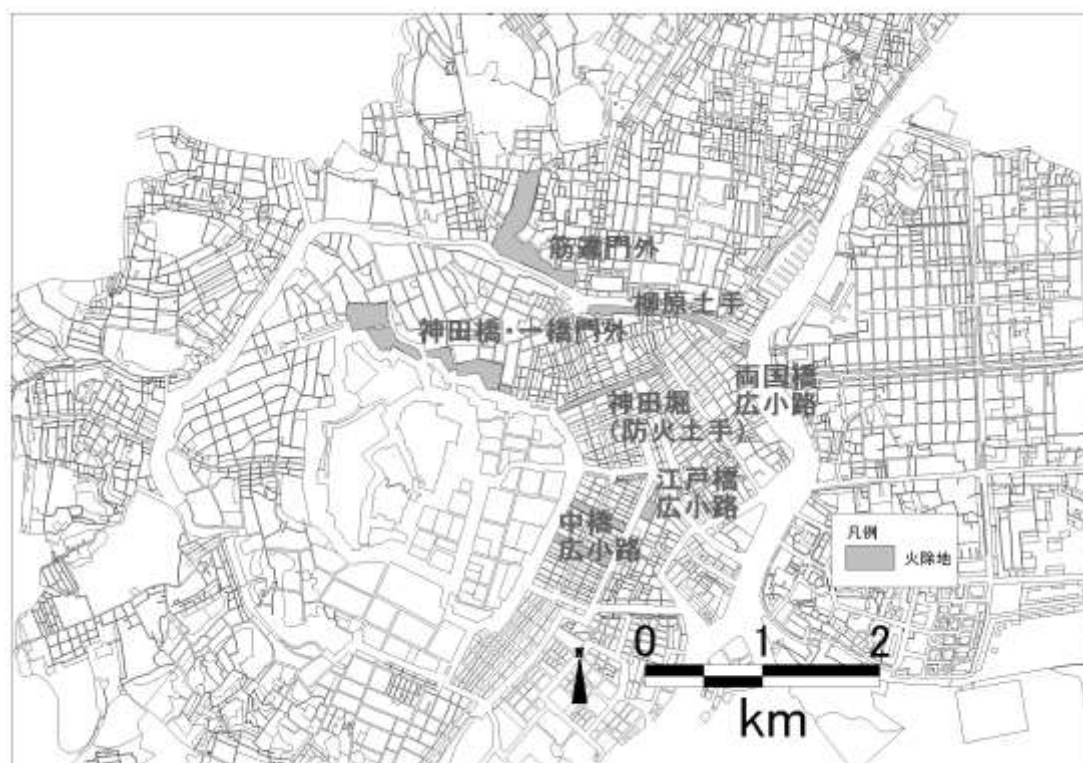 筋違門外
柳原土手
神田橋・一橋門外
両国橋
広小路
神田堀
(防火土手)
江戸橋
広小路
中橋
広小路
凡例
火除地
0 1 2
km